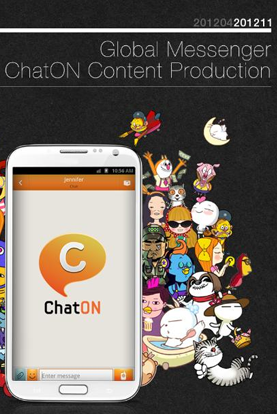 201204201211
Global Messenger
ChatON Content Production
10:56 AM
Jennifer
C
ChatON
Enter message